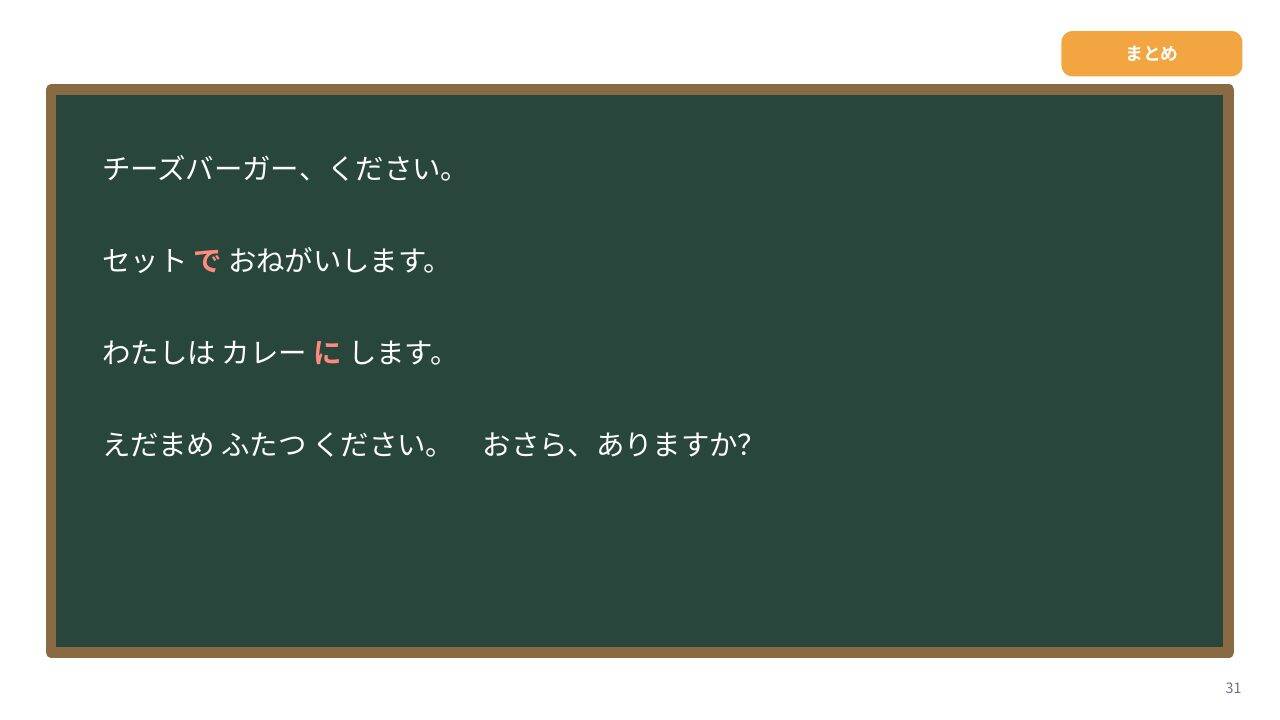 まとめ
チーズバーガー、ください。
セット で おねがいします。
わたしは カレー に します。
えだまめ ふたつ ください。　おさら、ありますか?
31